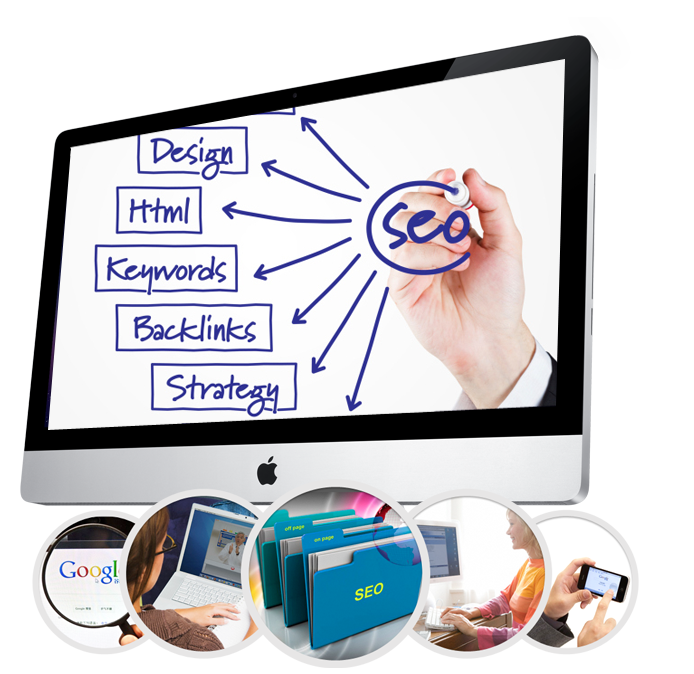 Design
Html
Keywords
Backlinks
Strategy
seo
Google
off page
on page
SEO